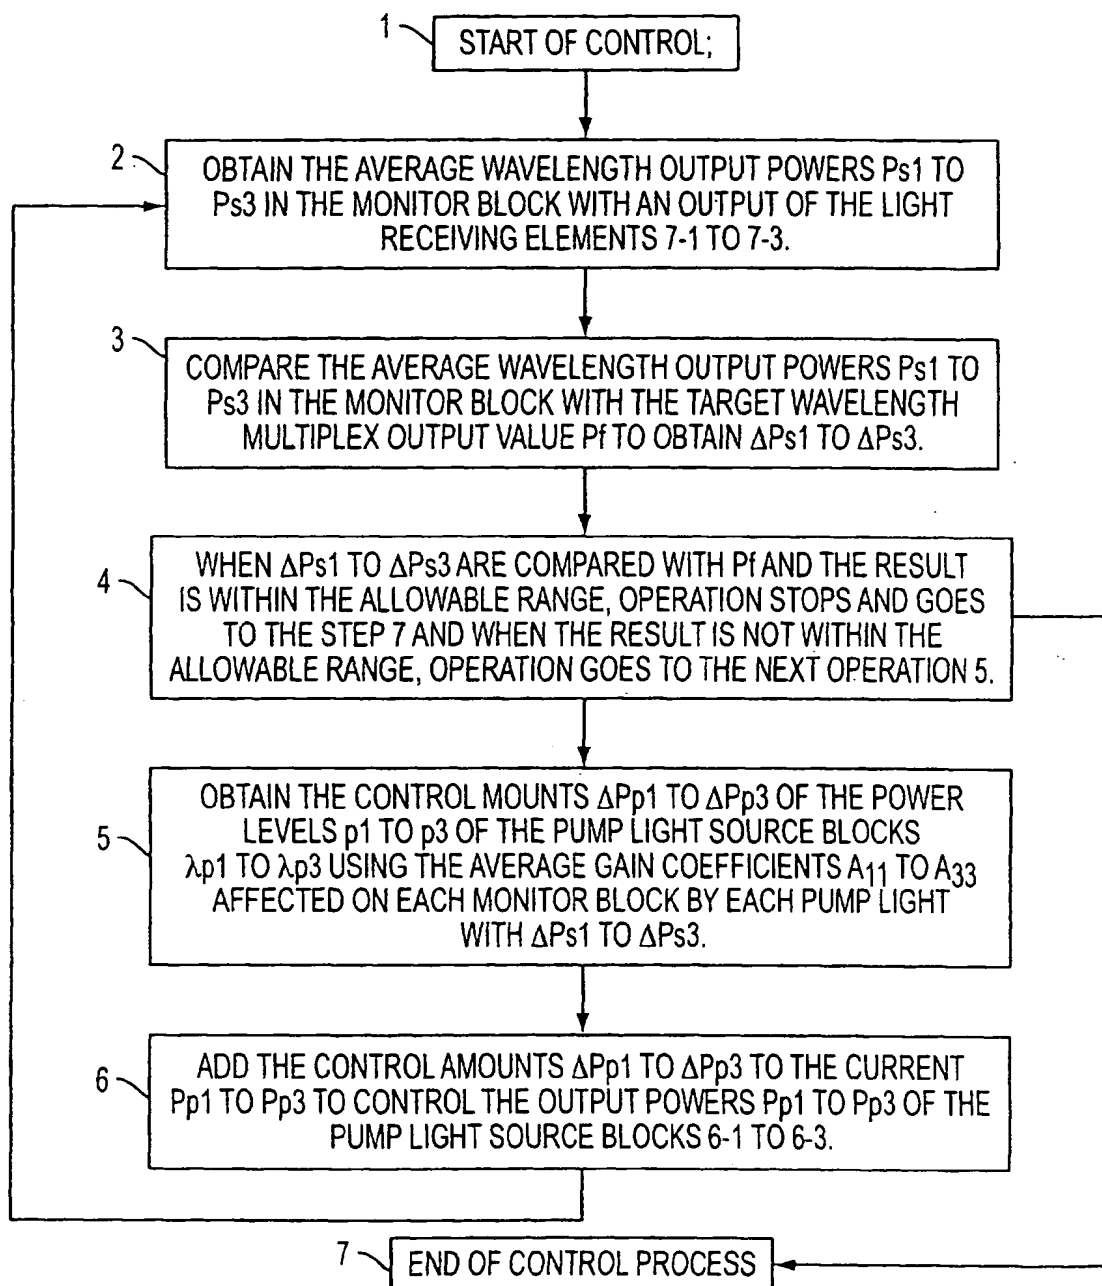 1
START OF CONTROL;
2
OBTAIN THE AVERAGE WAVELENGTH OUTPUT POWERS Ps1 TO
Ps3 IN THE MONITOR BLOCK WITH AN OUTPUT OF THE LIGHT
RECEIVING ELEMENTS 7-1 TO 7-3.
3
COMPARE THE AVERAGE WAVELENGTH OUTPUT POWERS Ps1 TO
Ps3 IN THE MONITOR BLOCK WITH THE TARGET WAVELENGTH
MULTIPLEX OUTPUT VALUE Pf TO OBTAIN ΔPs1 TO ΔPs3.
4
WHEN ΔPs1 TO ΔPs3 ARE COMPARED WITH Pf AND THE RESULT
IS WITHIN THE ALLOWABLE RANGE, OPERATION STOPS AND GOES
TO THE STEP 7 AND WHEN THE RESULT IS NOT WITHIN THE
ALLOWABLE RANGE, OPERATION GOES TO THE NEXT OPERATION 5.
5
OBTAIN THE CONTROL MOUNTS ΔPp1 TO ΔPp3 OF THE POWER
LEVELS p1 TO p3 OF THE PUMP LIGHT SOURCE BLOCKS
λp1 TO λp3 USING THE AVERAGE GAIN COEFFICIENTS A₁₁ TO A₃₃
AFFECTED ON EACH MONITOR BLOCK BY EACH PUMP LIGHT
WITH ΔPs1 TO ΔPs3.
6
ADD THE CONTROL AMOUNTS ΔPp1 TO ΔPp3 TO THE CURRENT
Pp1 TO Pp3 TO CONTROL THE OUTPUT POWERS Pp1 TO Pp3 OF THE
PUMP LIGHT SOURCE BLOCKS 6-1 TO 6-3.
7
END OF CONTROL PROCESS